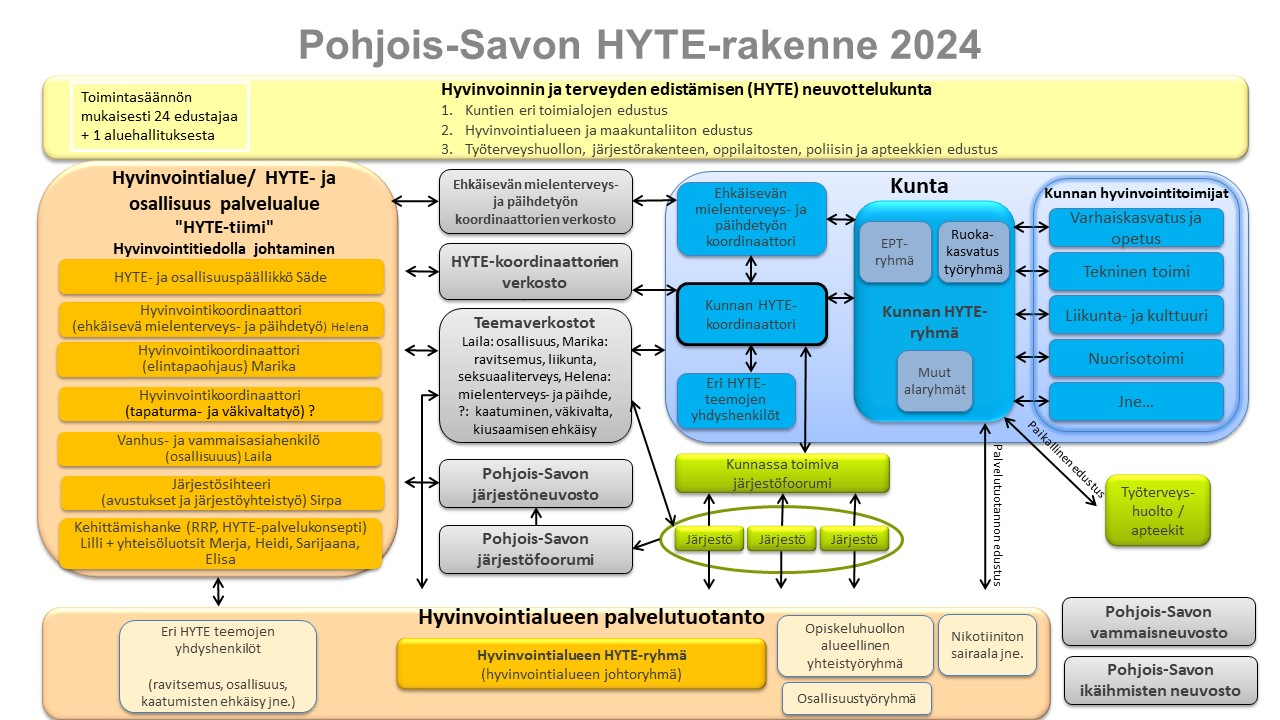 Pohjois-Savon HYTE-rakenne 2024
Toimintasäännön
mukaisesti 24 edustajaa
+ 1 aluehallituksesta
Hyvinvoinnin ja terveyden edistämisen (HYTE) neuvottelukunta
1. Kuntien eri toimialojen edustus
2. Hyvinvointialueen ja maakuntaliiton edustus
3. Työterveyshuollon, järjestörakenteen, oppilaitosten, poliisin ja apteekkien edustus
Hyvinvointialue/ HYTE- ja
osallisuus palvelualue
"HYTE-tiimi"
Hyvinvointitiedolla johtaminen
HYTE- ja osallisuuspäällikkö Säde
Hyvinvointikoordinaattori
(ehkäisevä mielenterveys- ja päihdetyö) Helena
Hyvinvointikoordinaattori
(elintapaohjaus) Marika
Hyvinvointikoordinaattori
(tapaturma- ja väkivaltatyö) ?
Vanhus- ja vammaisasiahenkilö
(osallisuus) Laila
Järjestösihteeri
(avustukset ja järjestöyhteistyö) Sirpa
Kehittämishanke (RRP, HYTE-palvelukonsepti)
Lilli + yhteisöluotsit Merja, Heidi, Sarijaana,
Elisa
Ehkäisevän mielenterveys-
ja päihdetyön
koordinaattorien verkosto
HYTE-koordinaattorien
verkosto
Teemaverkostot
Laila: osallisuus, Marika:
ravitsemus, liikunta,
seksuaaliterveys, Helena:
mielenterveys- ja päihde,
?: kaatuminen, väkivalta,
kiusaamisen ehkäisy
Pohjois-Savon
järjestöneuvosto
Pohjois-Savon
järjestöfoorumi
Kunta
Ehkäisevän
mielenterveys- ja
päihdetyön
koordinaattori
Kunnan HYTE-
koordinaattori
Eri HYTE-
teemojen
yhdyshenkilöt
EPT-
ryhmä
Ruoka-
kasvatus
työryhmä
Kunnan HYTE-
ryhmä
Muut
alaryhmät
Kunnan hyvinvointitoimijat
Varhaiskasvatus ja
opetus
Tekninen toimi
Liikunta- ja kulttuuri
Nuorisotoimi
Jne...
Kunnassa toimiva
järjestöfoorumi
Järjestö
Järjestö
Järjestö
Palvelutuotannon edustus
Paikallinen edustus
Työterveys-
huolto /
apteekit
Hyvinvointialueen palvelutuotanto
Eri HYTE teemojen
yhdyshenkilöt
(ravitsemus, osallisuus,
kaatumisten ehkäisy jne.)
Hyvinvointialueen HYTE-ryhmä
(hyvinvointialueen johtoryhmä)
Opiskeluhuollon
alueellinen
yhteistyöryhmä
Nikotiiniton
sairaala jne.
Osallisuustyöryhmä
Pohjois-Savon
vammaisneuvosto
Pohjois-Savon
ikäihmisten neuvosto